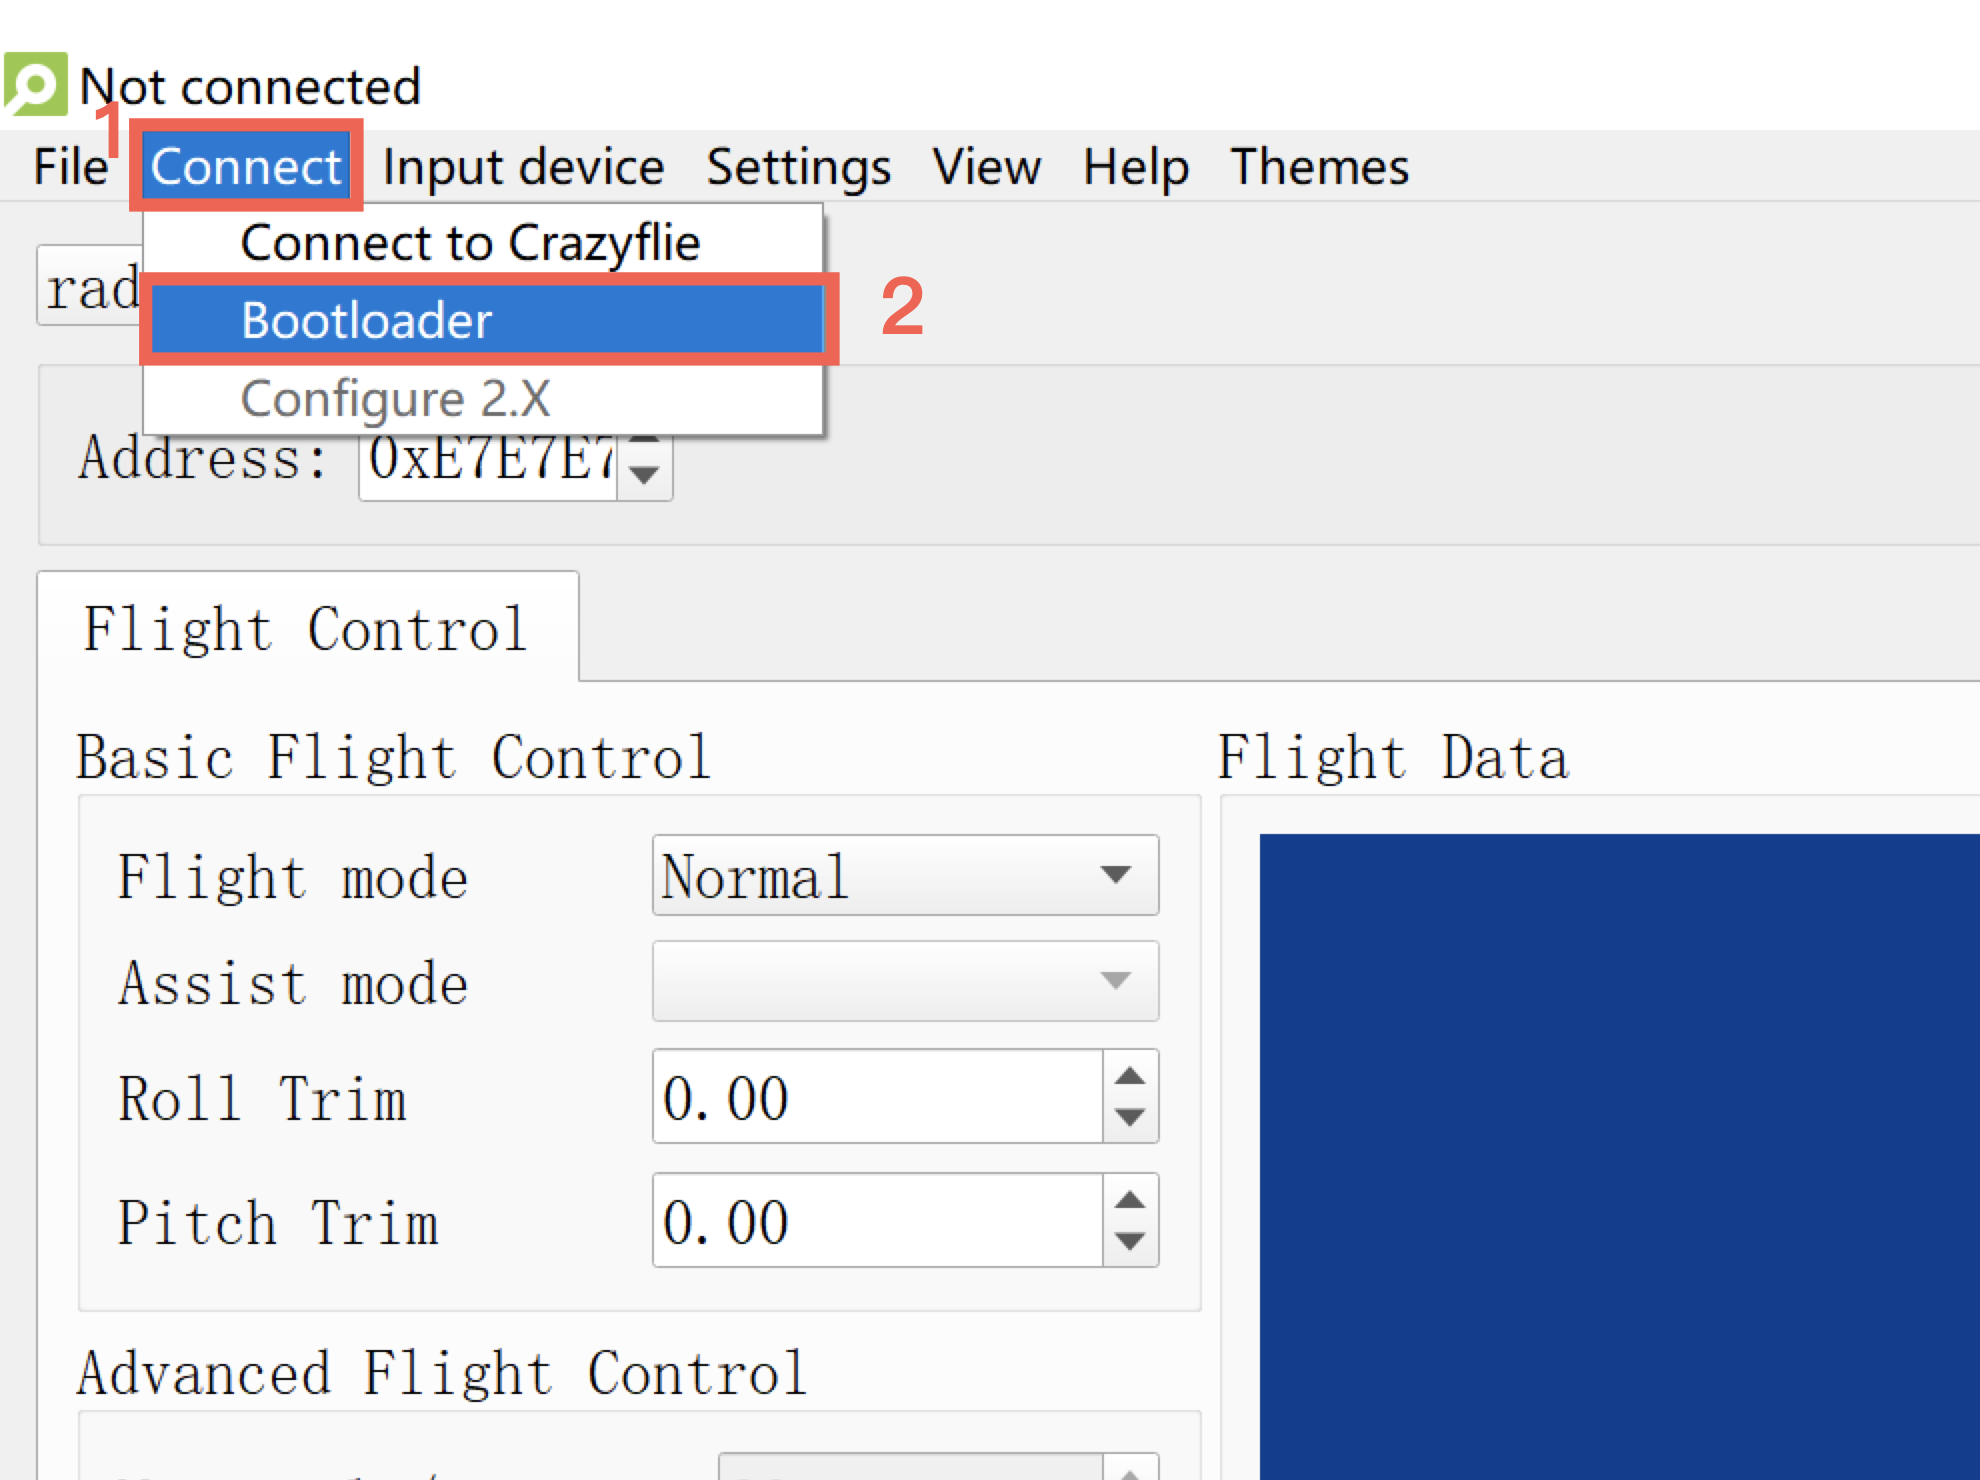 Not connected
1
File Connect Input device Settings View Help Themes
Connect to Crazyflie
rad
Bootloader
2
Configure 2.X
Address: 0xE7E7E7
Flight Control
Basic Flight Control
Flight Data
Flight mode Normal
Assist mode
Roll Trim 0.00
Pitch Trim 0.00
Advanced Flight Control